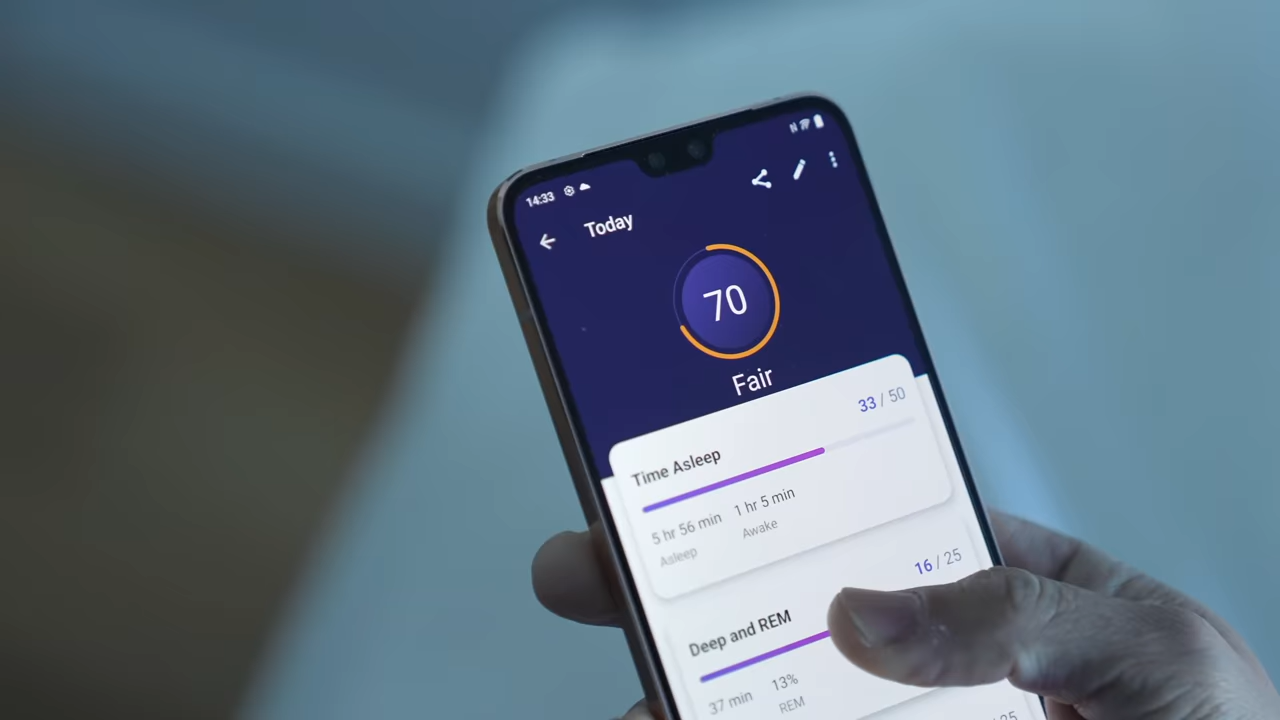 14:33
Today
70
Fair
33 / 50
Time Asleep
5 hr 56 min 1 hr 5 min
Asleep Awake
16 / 25
Deep and REM
37 min 13%
REM